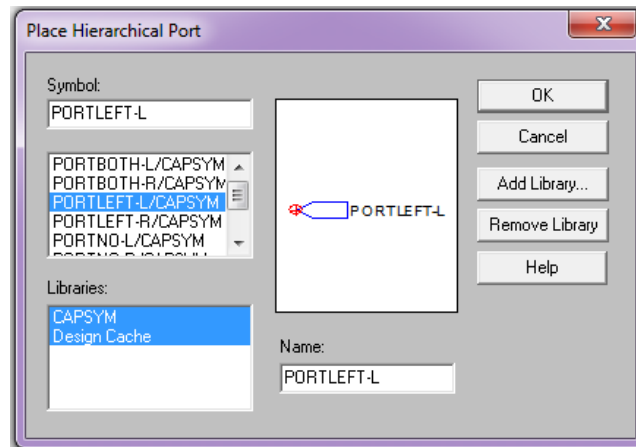 Place Hierarchical Port
Symbol:
PORTLEFT-L
PORTBOTH-L/CAPSYM
PORTBOTH-R/CAPSYM
PORTLEFT-L/CAPSYM
PORTLEFT-R/CAPSYM
PORTNO-L/CAPSYM
Libraries:
CAPSYM
Design Cache
PORTLEFT-L
Name:
PORTLEFT-L
OK
Cancel
Add Library...
Remove Library
Help